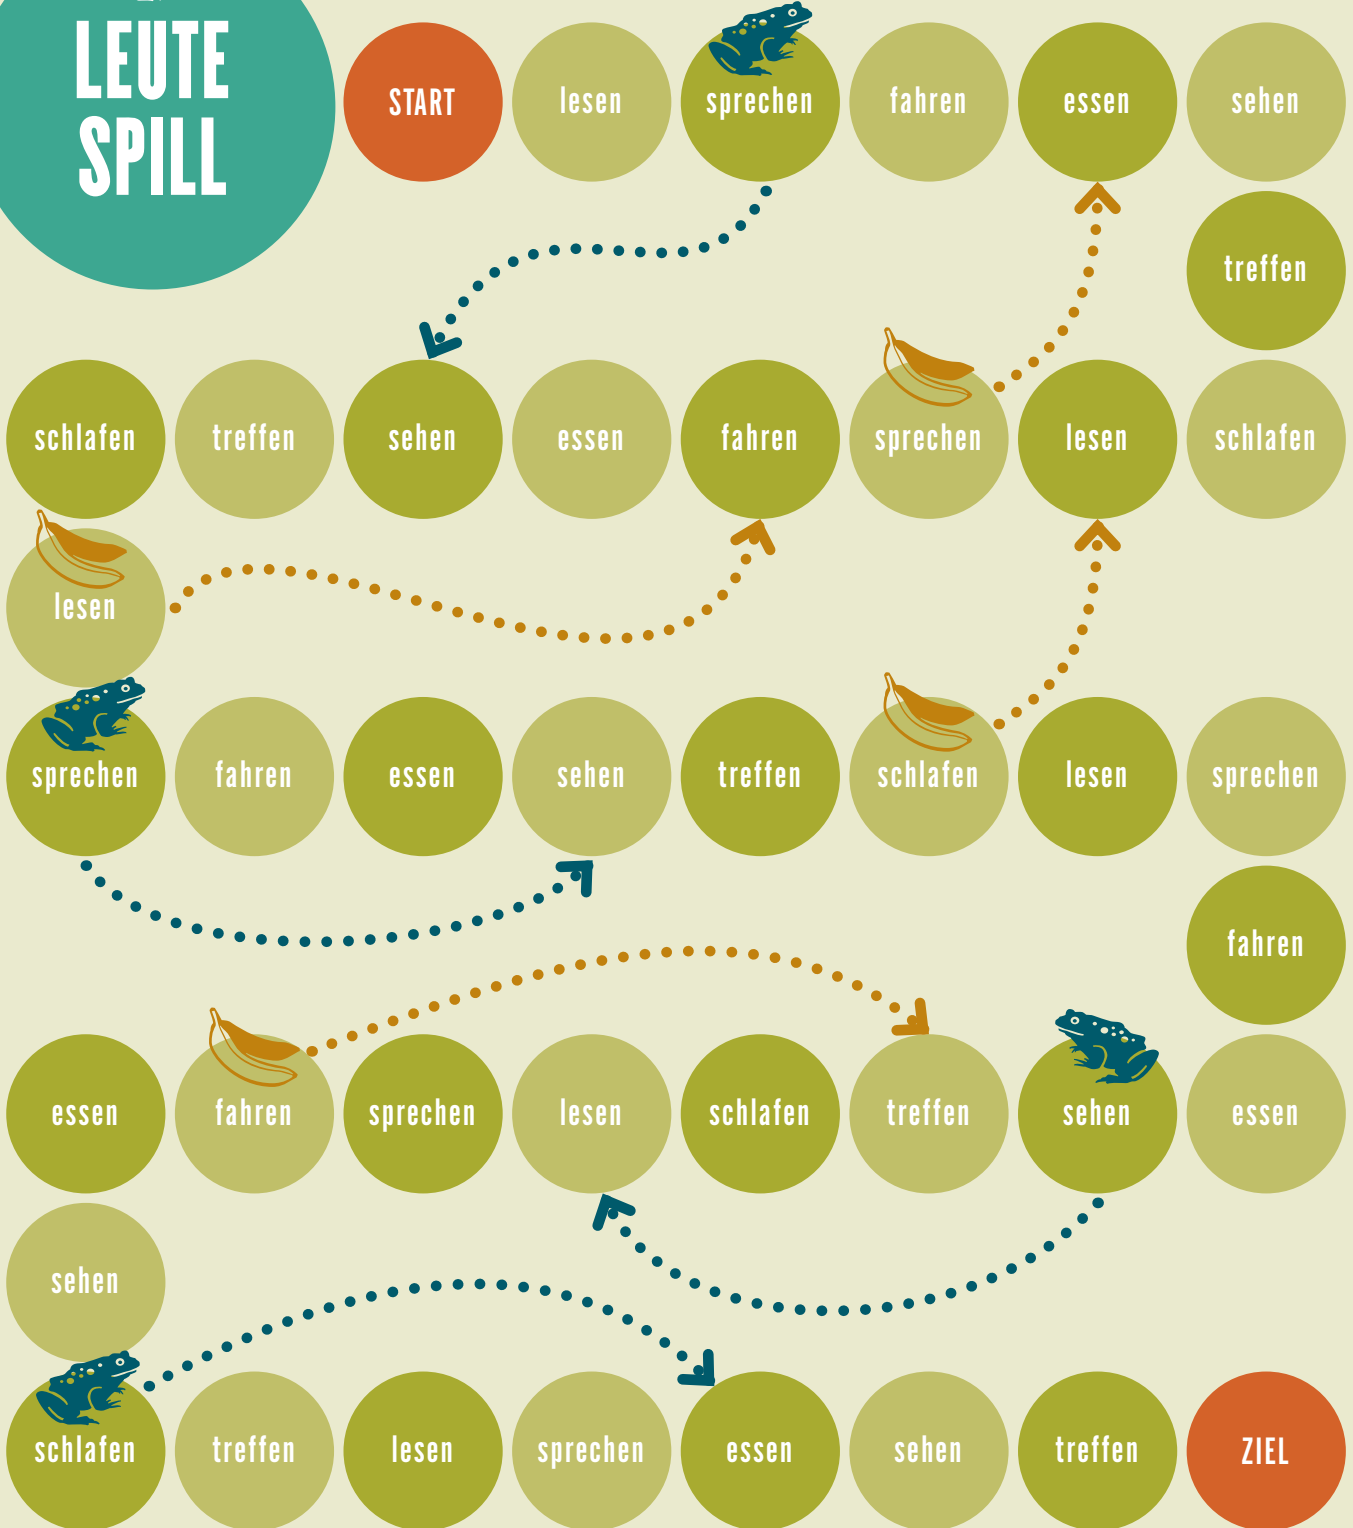 LEUTE
SPILL
START lesen sprechen fahren essen sehen
treffen
schlafen treffen sehen essen fahren sprechen lesen schlafen
lesen
sprechen fahren essen sehen treffen schlafen lesen sprechen
fahren
essen fahren sprechen lesen schlafen treffen sehen essen
sehen
schlafen treffen lesen sprechen essen sehen treffen ZIEL